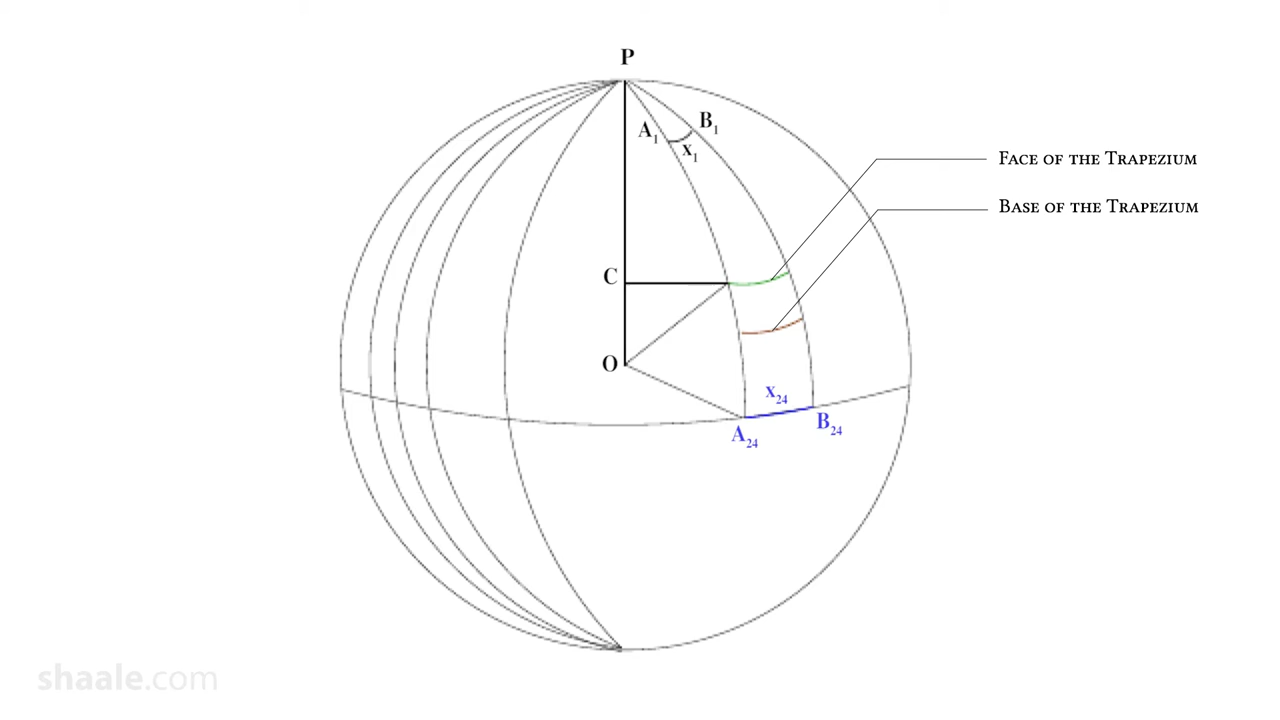 P
A₁
B₁
x₁
Face of the Trapezium
Base of the Trapezium
C
O
x₂₄
A₂₄
B₂₄
shaale.com